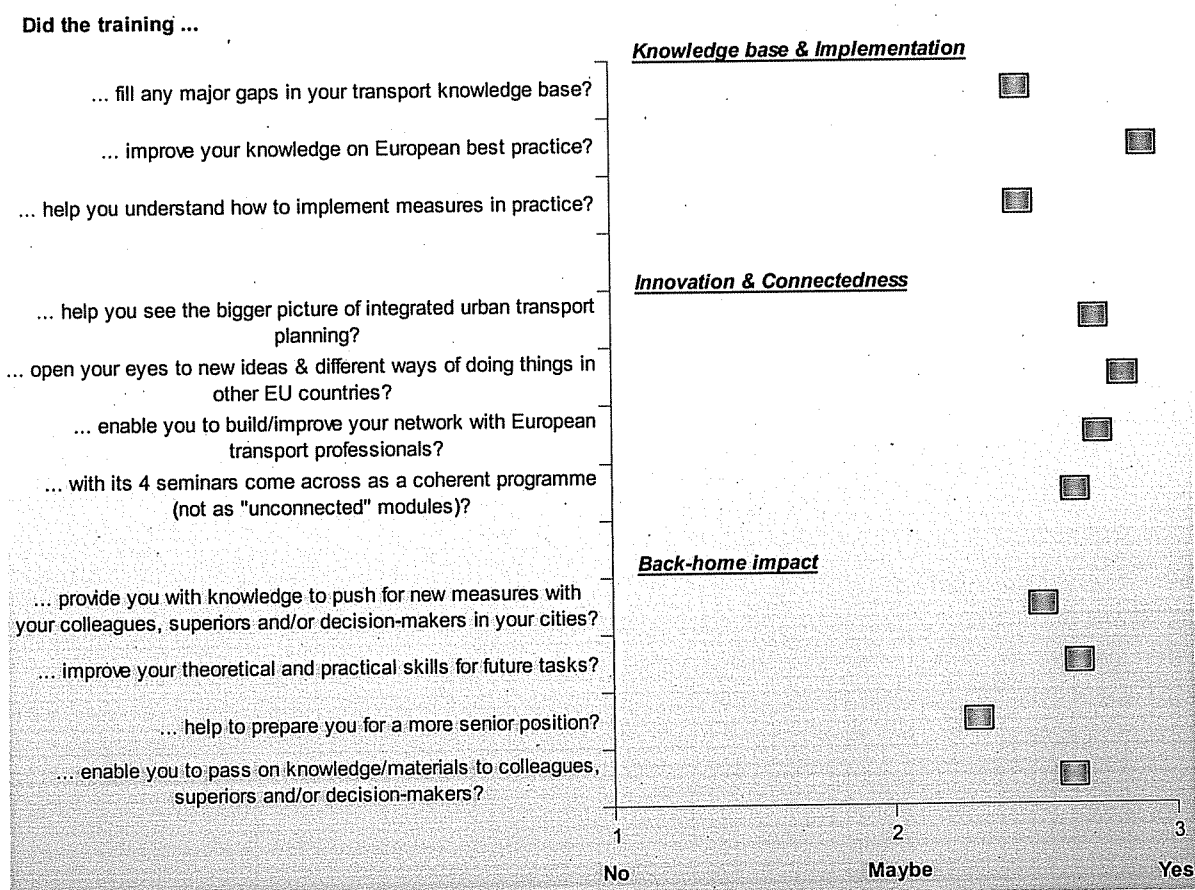 Did the training ...
Knowledge base & Implementation
... fill any major gaps in your transport knowledge base?
... improve your knowledge on European best practice?
... help you understand how to implement measures in practice?
Innovation & Connectedness
... help you see the bigger picture of integrated urban transport
planning?
... open your eyes to new ideas & different ways of doing things in
other EU countries?
... enable you to build/improve your network with European
transport professionals?
... with its 4 seminars come across as a coherent programme
(not as "unconnected" modules)?
Back-home impact
... provide you with knowledge to push for new measures with
your colleagues, superiors and/or decision-makers in your cities?
... improve your theoretical and practical skills for future tasks?
... help to prepare you for a more senior position?
... enable you to pass on knowledge/materials to colleagues,
superiors and/or decision-makers?
1 2 3
No Maybe Yes